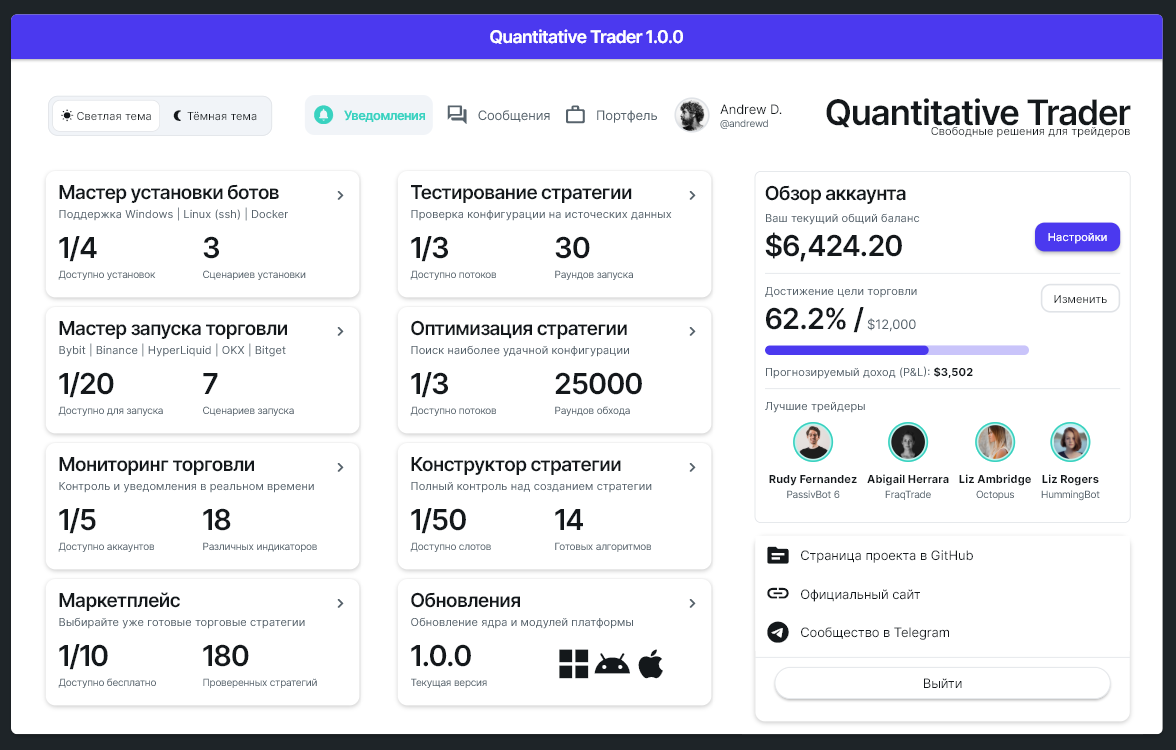 Quantitative Trader 1.0.0
Светлая тема
Тёмная тема
Уведомления
Сообщения
Портфель
Andrew D.
@andrewd
Quantitative Trader
Свободные решения для трейдеров
Мастер установки ботов
Поддержка Windows | Linux (ssh) | Docker
1/4
3
Доступно установок
Сценариев установки
Тестирование стратегии
Проверка конфигурации на источеских данных
1/3
30
Доступно потоков
Раундов запуска
Мастер запуска торговли
Bybit | Binance | HyperLiquid | OKX | Bitget
1/20
7
Доступно для запуска
Сценариев запуска
Оптимизация стратегии
Поиск наиболее удачной конфигурации
1/3
25000
Доступно потоков
Раундов обхода
Мониторинг торговли
Контроль и уведомления в реальном времени
1/5
18
Доступно аккаунтов
Различных индикаторов
Конструктор стратегии
Полный контроль над созданием стратегии
1/50
14
Доступно слотов
Готовых алгоритмов
Маркетплейс
Выбирайте уже готовые торговые стратегии
1/10
180
Доступно бесплатно
Проверенных стратегий
Обновления
Обновление ядра и модулей платформы
1.0.0
Текущая версия
Обзор аккаунта
Ваш текущий общий баланс
$6,424.20
Настройки
Достижение цели торговли
62.2% / $12,000
Изменить
Прогнозируемый доход (P&L): $3,502
Лучшие трейдеры
Rudy Fernandez
PassivBot 6
Abigail Herrara
FraqTrade
Liz Ambridge
Octopus
Liz Rogers
HummingBot
Страница проекта в GitHub
Официальный сайт
Сообщество в Telegram
Выйти